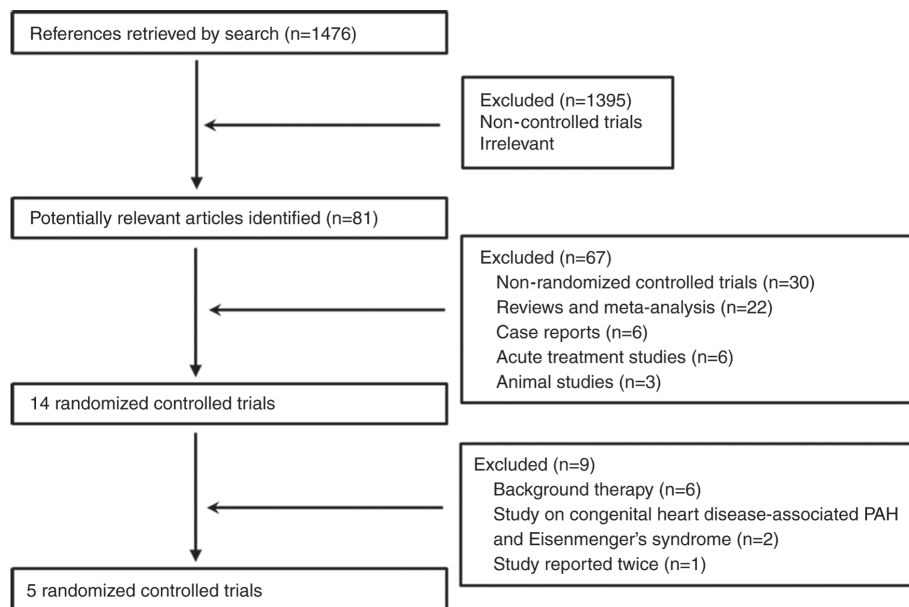 References retrieved by search (n=1476)
Excluded (n=1395)
Non-controlled trials
Irrelevant
Potentially relevant articles identified (n=81)
Excluded (n=67)
Non-randomized controlled trials (n=30)
Reviews and meta-analysis (n=22)
Case reports (n=6)
Acute treatment studies (n=6)
Animal studies (n=3)
14 randomized controlled trials
Excluded (n=9)
Background therapy (n=6)
Study on congenital heart disease-associated PAH
and Eisenmenger's syndrome (n=2)
Study reported twice (n=1)
5 randomized controlled trials